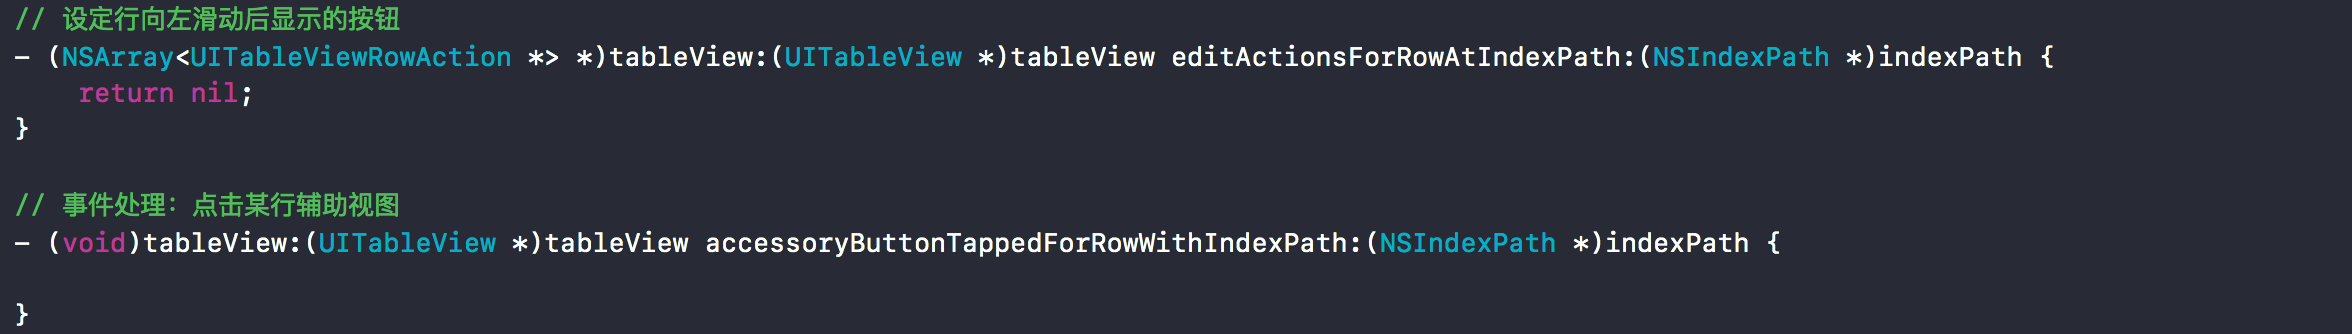 // 设定行向左滑动后显示的按钮
- (NSArray<UITableViewRowAction *> *)tableView:(UITableView *)tableView editActionsForRowAtIndexPath:(NSIndexPath *)indexPath {
    return nil;
}
// 事件处理：点击某行辅助视图
- (void)tableView:(UITableView *)tableView accessoryButtonTappedForRowWithIndexPath:(NSIndexPath *)indexPath {
}